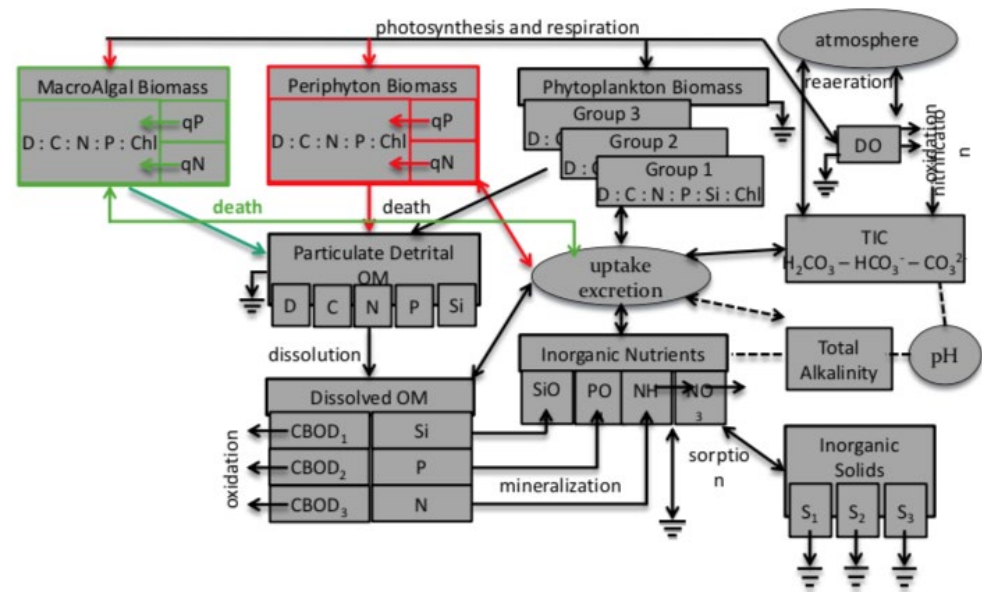 photosynthesis and respiration
atmosphere
reaeration
MacroAlgal Biomass
qP
D : C : N : P : Chl
qN
Periphyton Biomass
qP
D : C : N : P : Chl
qN
Phytoplankton Biomass
Group 3
D : C
Group 2
D : C
Group 1
D : C : N : P : Si : Chl
DO
oxidation
nitrification
death
death
Particulate Detrital
OM
D C N P Si
uptake
excretion
TIC
H₂CO₃ – HCO₃⁻ – CO₃²⁻
dissolution
Inorganic Nutrients
SiO PO NH NO
3
Total
Alkalinity
pH
Dissolved OM
CBOD₁ Si
CBOD₂ P
CBOD₃ N
oxidation
mineralization
sorptio
n
Inorganic
Solids
S₁ S₂ S₃